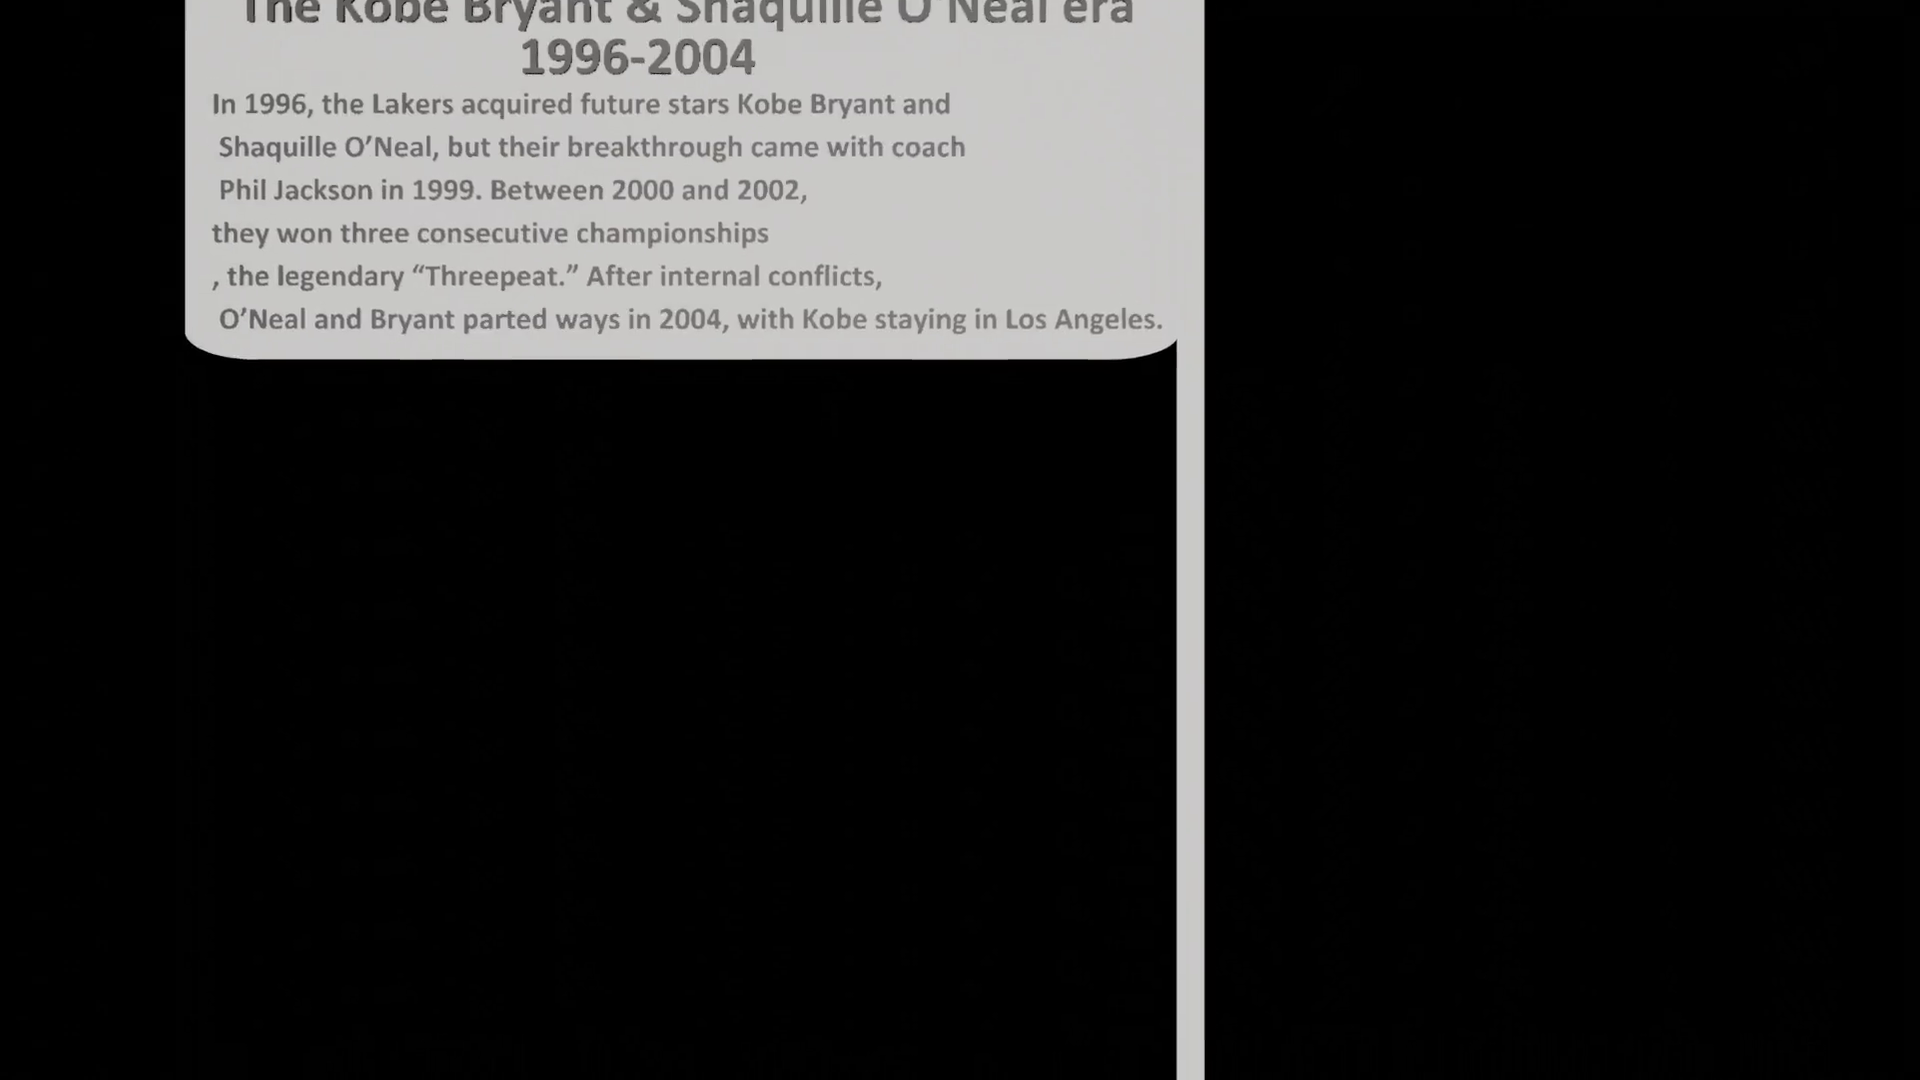 The Kobe Bryant & Shaquille O'Neal era
1996-2004
In 1996, the Lakers acquired future stars Kobe Bryant and
Shaquille O’Neal, but their breakthrough came with coach
Phil Jackson in 1999. Between 2000 and 2002,
they won three consecutive championships
, the legendary “Threepeat.” After internal conflicts,
O’Neal and Bryant parted ways in 2004, with Kobe staying in Los Angeles.